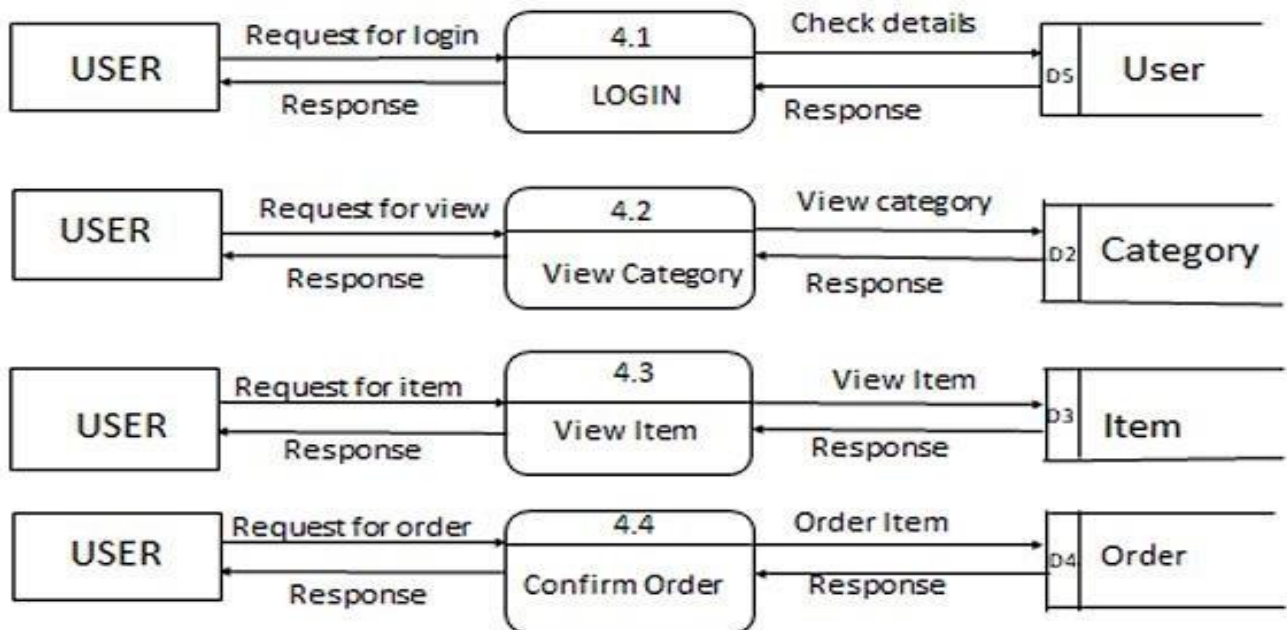 Request for login
4.1
Check details
USER
LOGIN
D5
User
Response
Response
Request for view
4.2
View category
USER
View Category
D2
Category
Response
Response
Request for item
4.3
View Item
USER
View Item
D3
Item
Response
Response
Request for order
4.4
Order Item
USER
Confirm Order
D4
Order
Response
Response